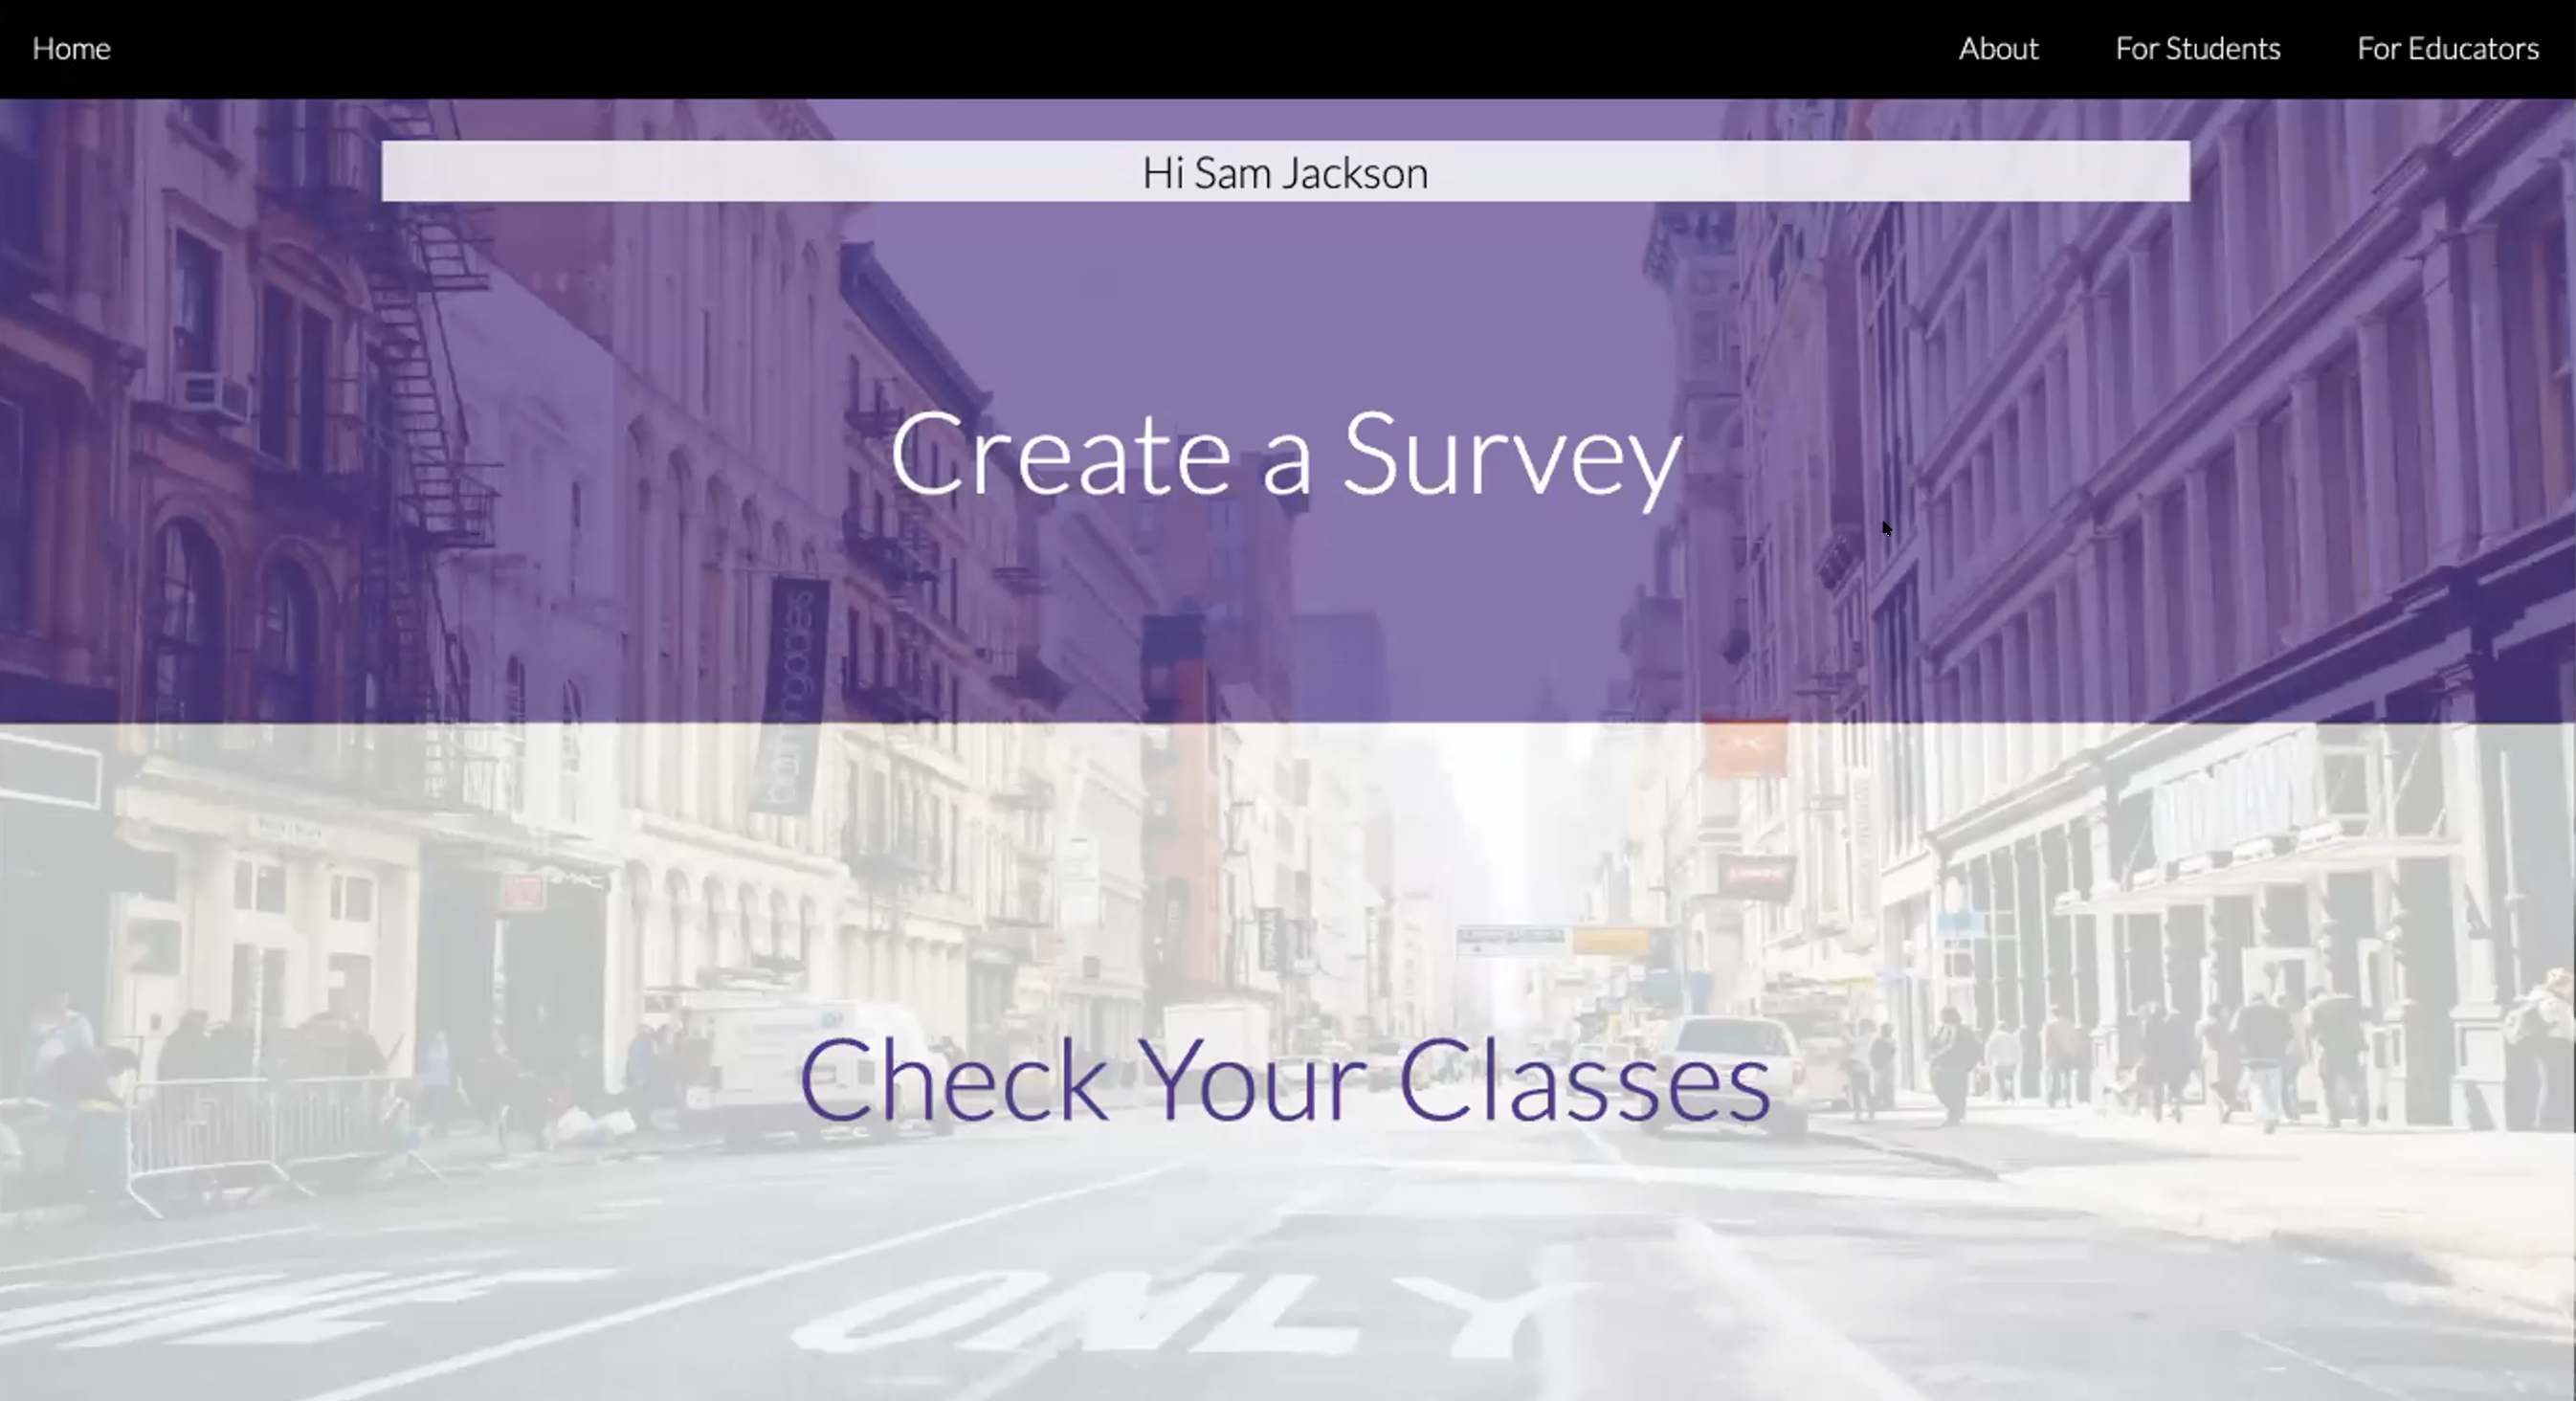 Home
About
For Students
For Educators
Hi Sam Jackson
Create a Survey
Check Your Classes
ONLY